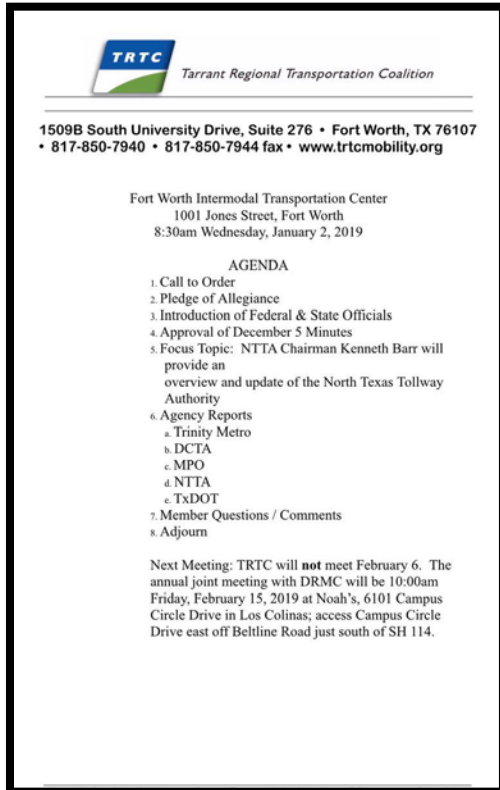 TRTC
Tarrant Regional Transportation Coalition
1509B South University Drive, Suite 276 • Fort Worth, TX 76107
• 817-850-7940 • 817-850-7944 fax • www.trtcmobility.org
Fort Worth Intermodal Transportation Center
1001 Jones Street, Fort Worth
8:30am Wednesday, January 2, 2019
AGENDA
1. Call to Order
2. Pledge of Allegiance
3. Introduction of Federal & State Officials
4. Approval of December 5 Minutes
5. Focus Topic:  NTTA Chairman Kenneth Barr will
provide an
overview and update of the North Texas Tollway
Authority
6. Agency Reports
a. Trinity Metro
b. DCTA
c. MPO
d. NTTA
e. TxDOT
7. Member Questions / Comments
8. Adjourn
Next Meeting: TRTC will not meet February 6.  The
annual joint meeting with DRMC will be 10:00am
Friday, February 15, 2019 at Noah's, 6101 Campus
Circle Drive in Los Colinas; access Campus Circle
Drive east off Beltline Road just south of SH 114.